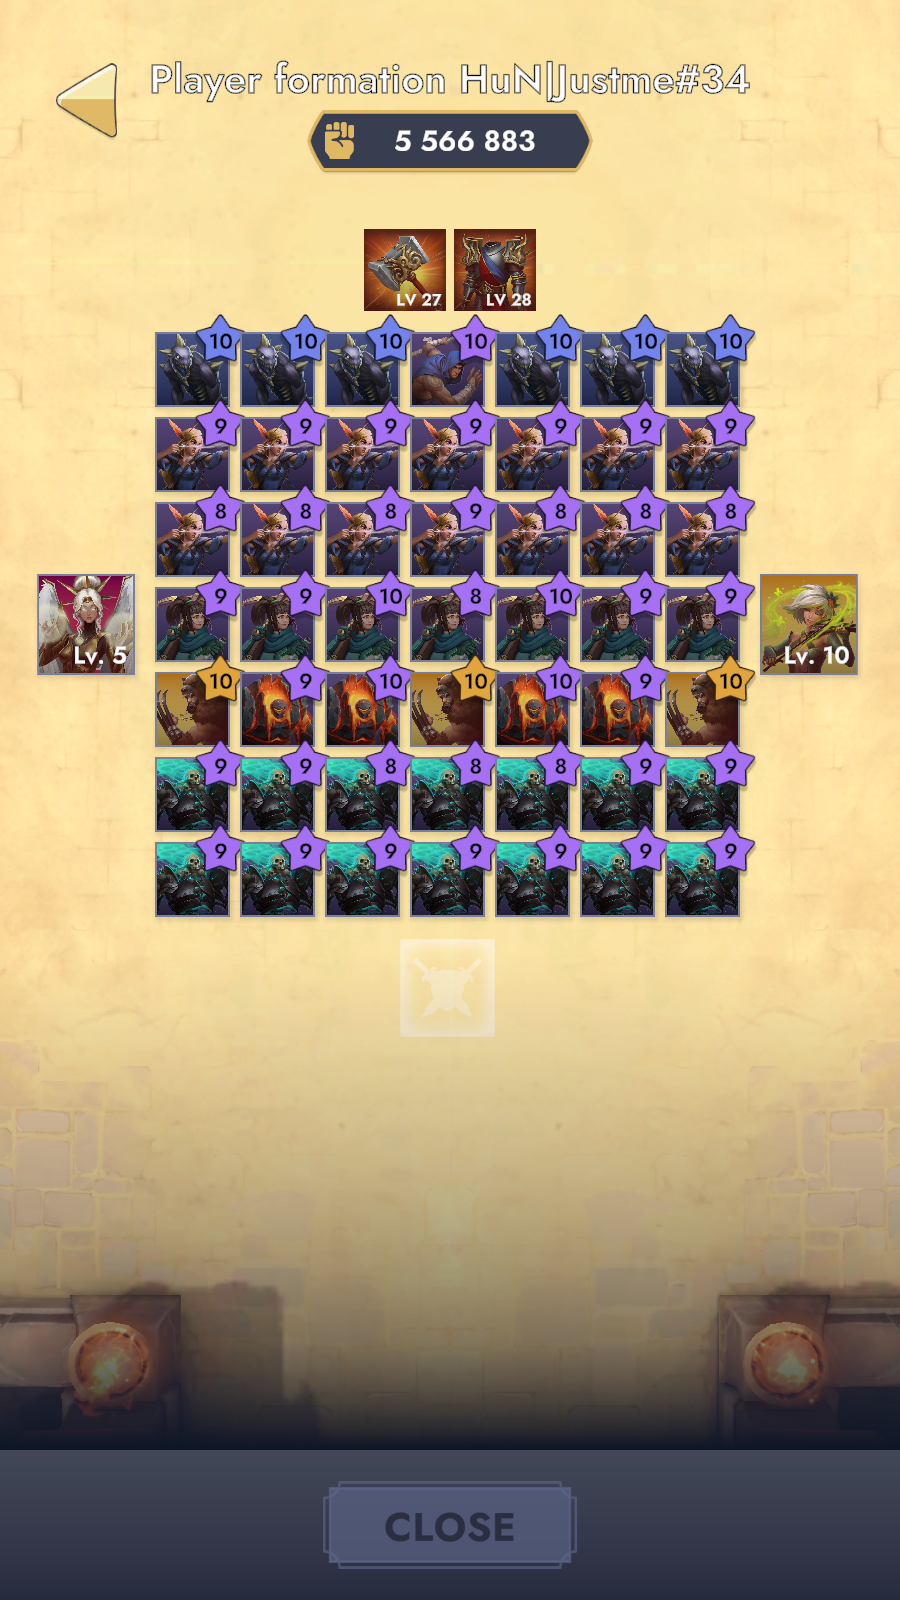 Player formation HuN|Justme#34
5 566 883
LV 27 LV 28
10 10 10 10 10 10 10
9 9 9 9 9 9 9
8 8 8 9 8 8 8
9 9 10 8 10 9 9
Lv. 5 Lv. 10
10 9 10 10 10 9 10
9 9 8 8 8 9 9
9 9 9 9 9 9 9
CLOSE